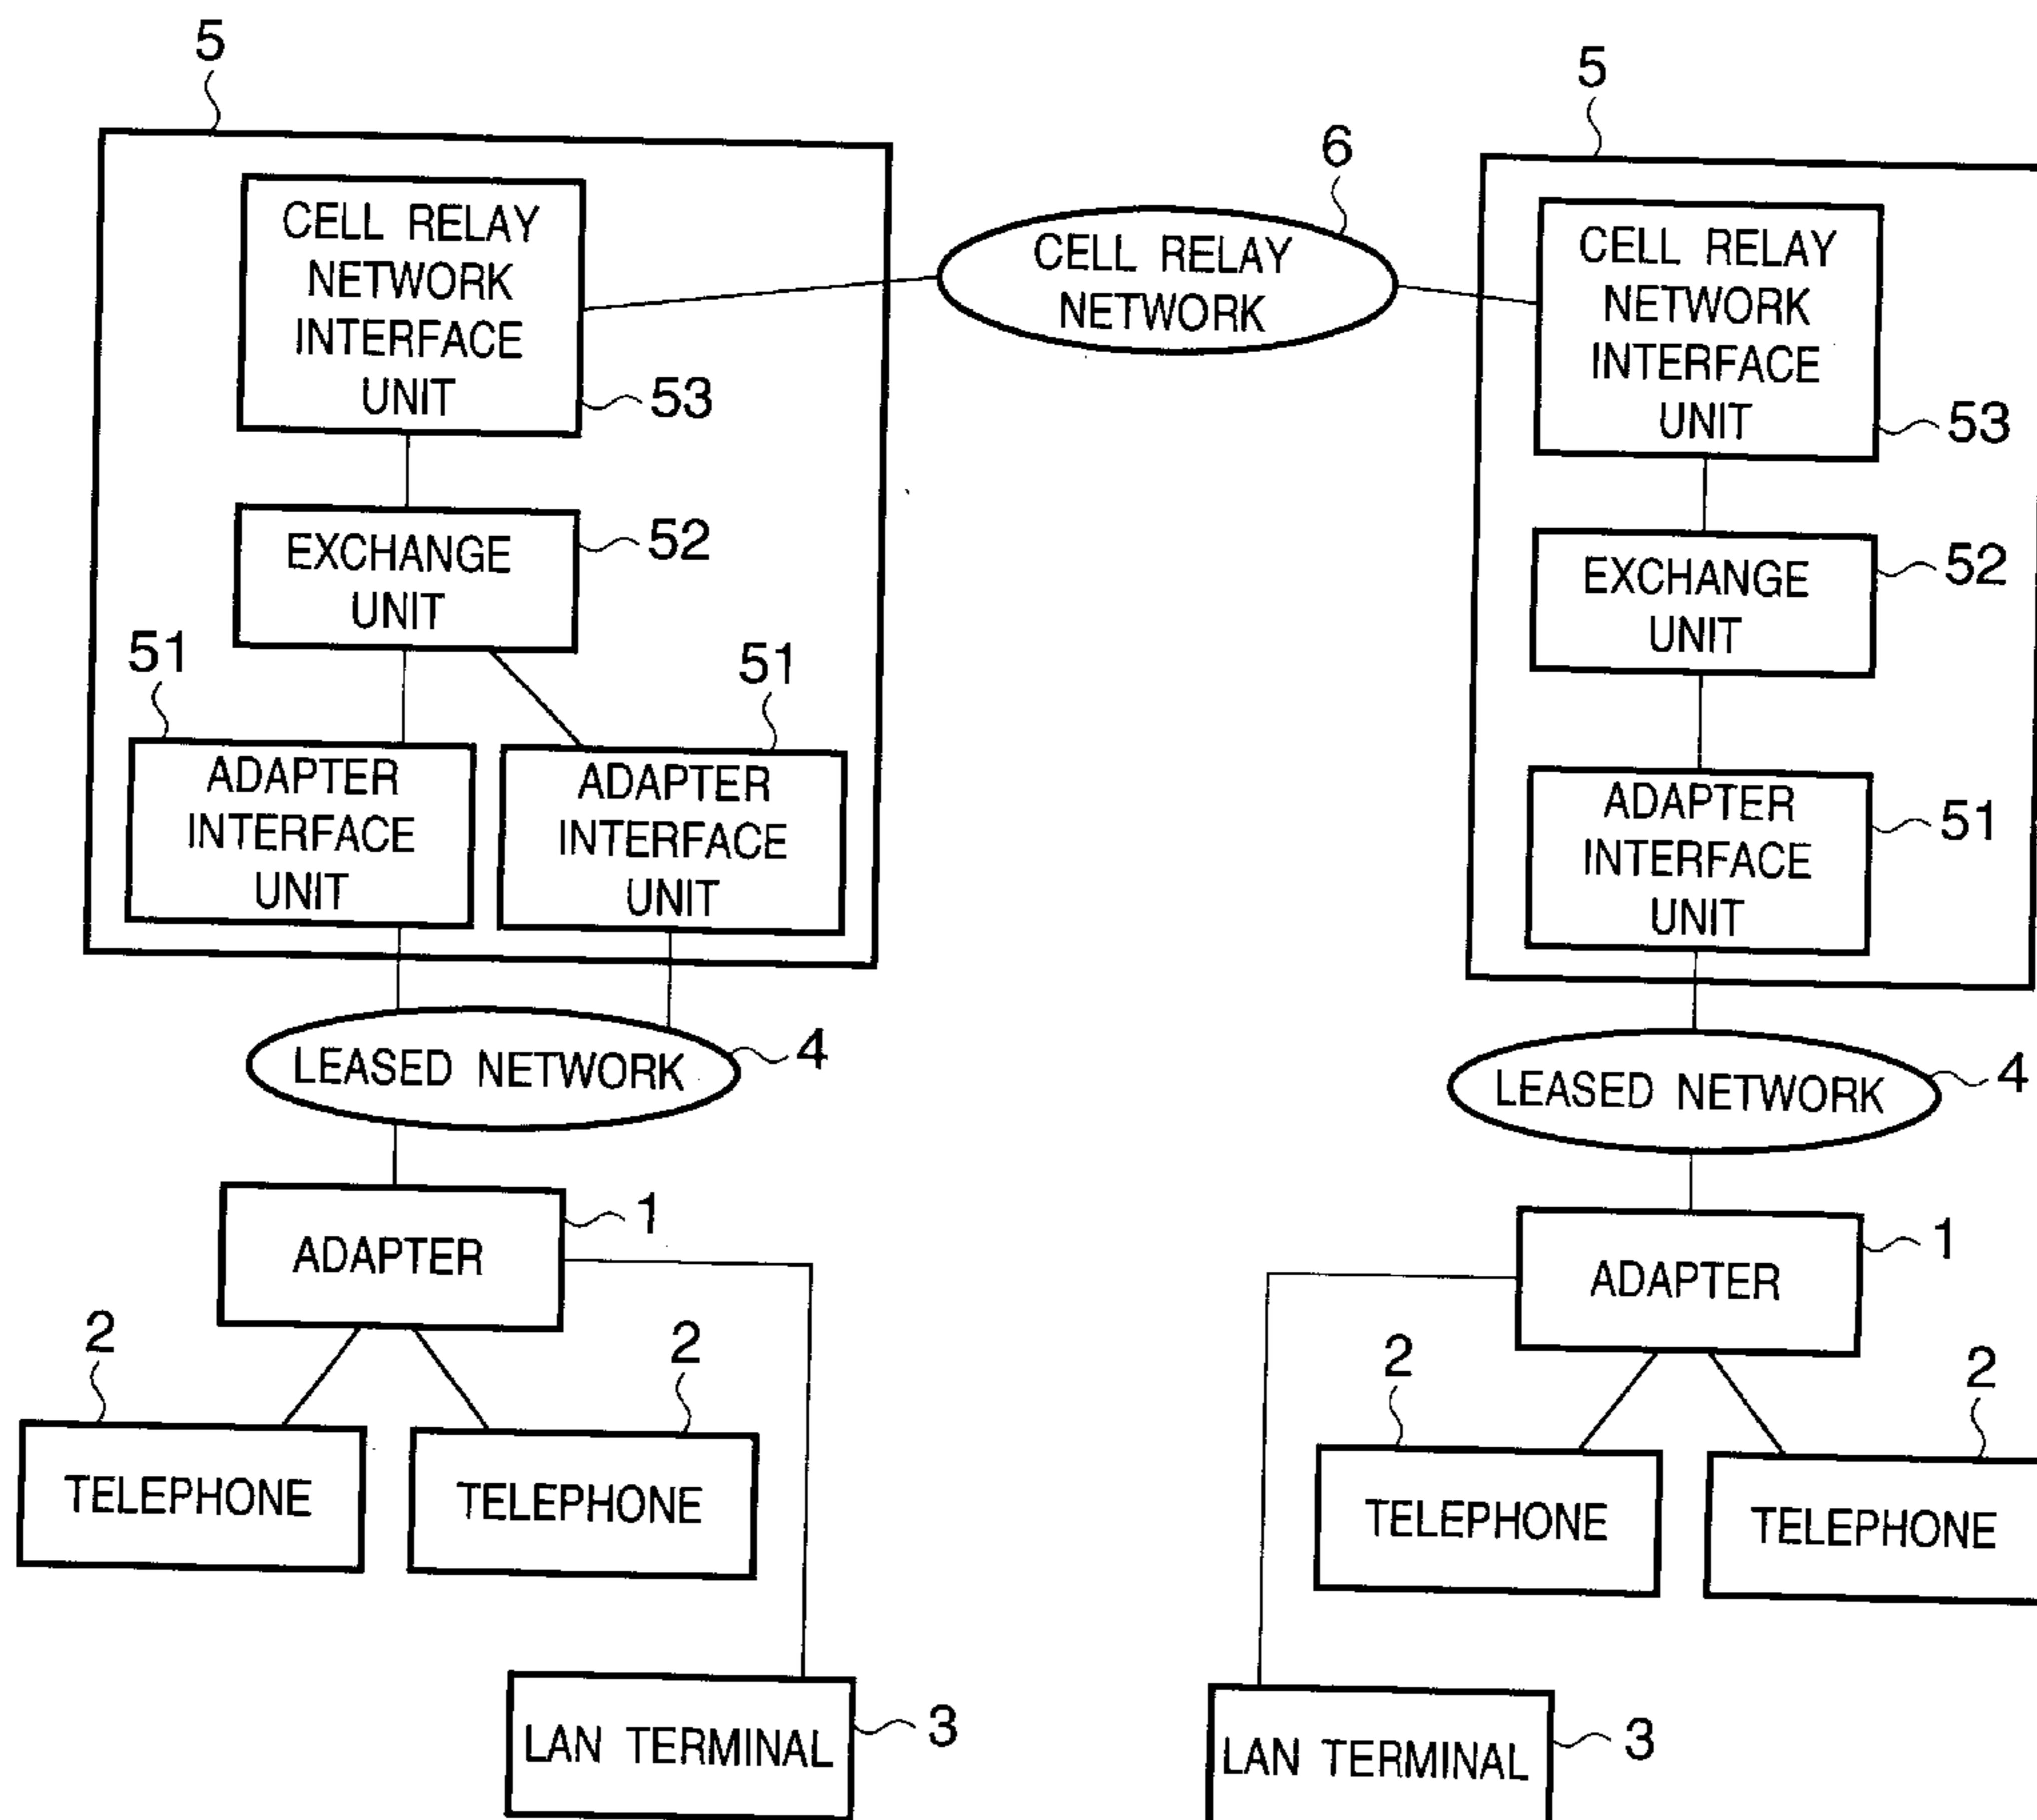 5
5
6
CELL RELAY
NETWORK
INTERFACE
UNIT
53
CELL RELAY
NETWORK
CELL RELAY
NETWORK
INTERFACE
UNIT
53
EXCHANGE
UNIT
52
EXCHANGE
UNIT
52
51
51
ADAPTER
INTERFACE
UNIT
ADAPTER
INTERFACE
UNIT
ADAPTER
INTERFACE
UNIT
51
LEASED NETWORK
4
LEASED NETWORK
4
ADAPTER
1
ADAPTER
1
2
2
2
2
TELEPHONE
TELEPHONE
TELEPHONE
TELEPHONE
LAN TERMINAL
3
LAN TERMINAL
3